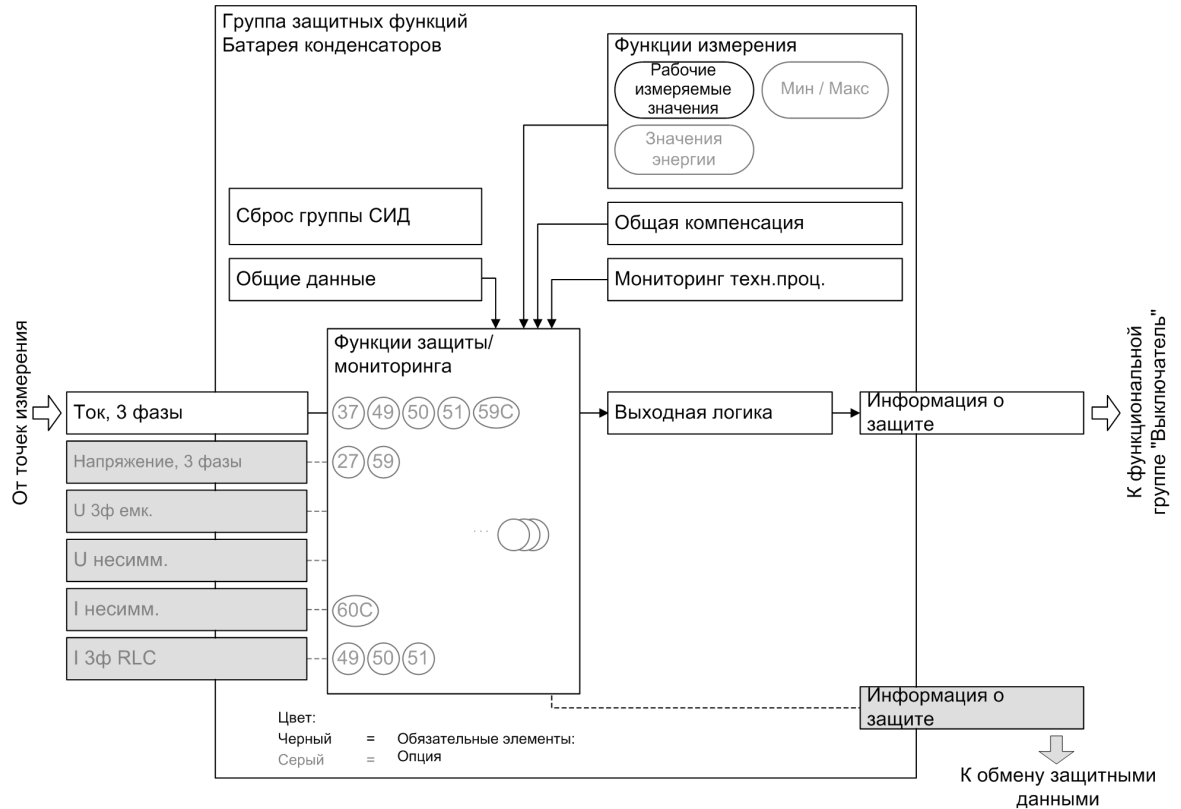 Группа защитных функций
Батарея конденсаторов
Функции измерения
Рабочие
измеряемые
значения
Мин / Макс
Значения
энергии
Сброс группы СИД
Общая компенсация
Общие данные
Мониторинг техн.проц.
От точек измерения
Функции защиты/
мониторинга
Ток, 3 фазы
37 49 50 51 59C
Выходная логика
Информация о
защите
К функциональной
группе "Выключатель"
Напряжение, 3 фазы
27 59
U 3ф емк.
...
U несимм.
I несимм.
60C
I 3ф RLC
49 50 51
Информация о
защите
К обмену защитными
данными
Цвет:
Черный = Обязательные элементы:
Серый = Опция